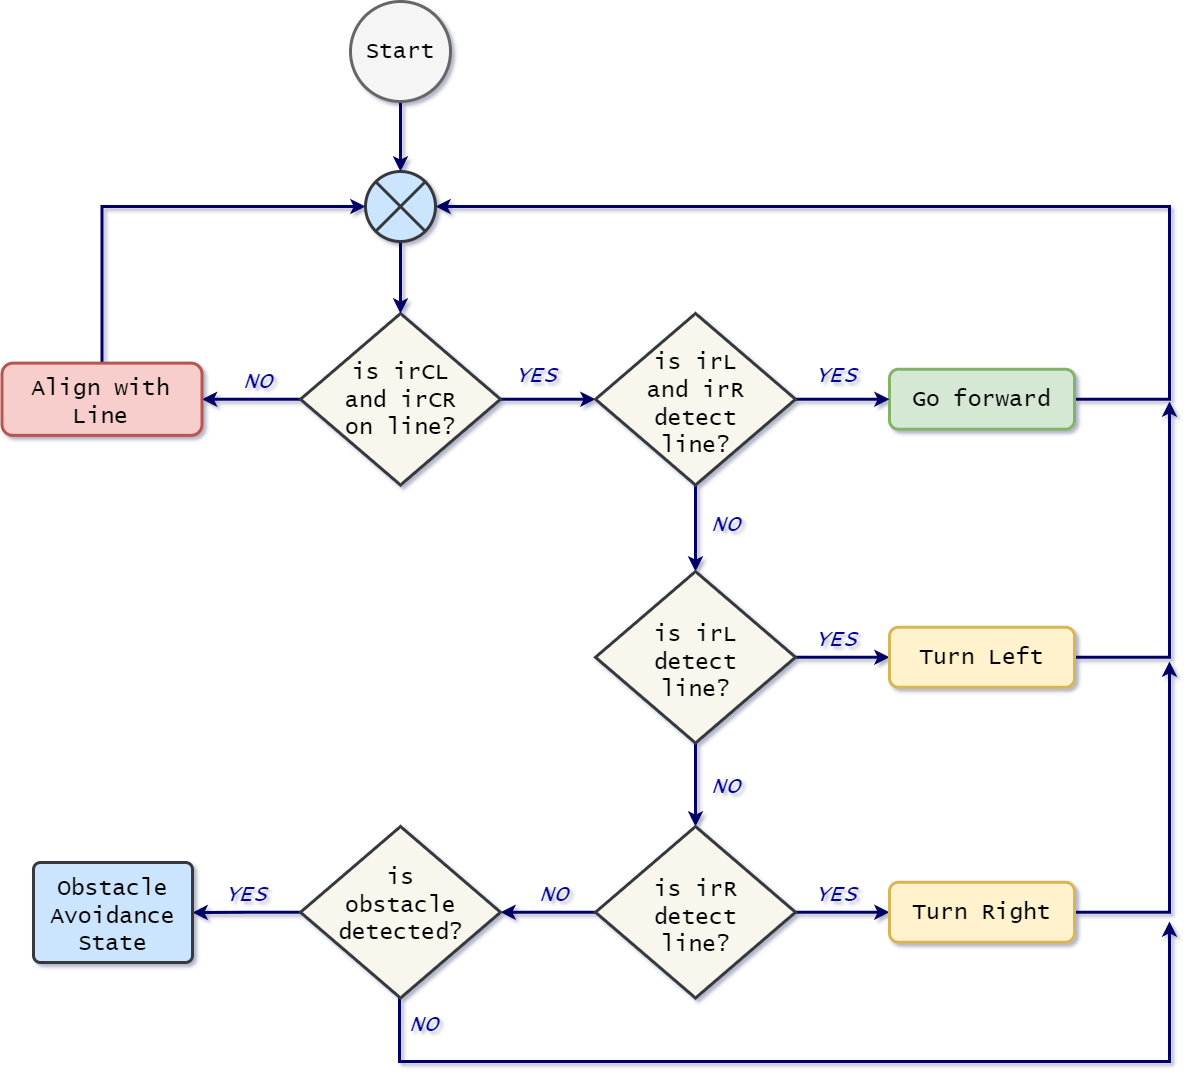 Start
is irCL
and irCR
on line?
NO
Align with
Line
YES
is irL
and irR
detect
line?
YES
Go forward
NO
is irL
detect
line?
YES
Turn Left
NO
is irR
detect
line?
YES
Turn Right
NO
is
obstacle
detected?
YES
Obstacle
Avoidance
State
NO